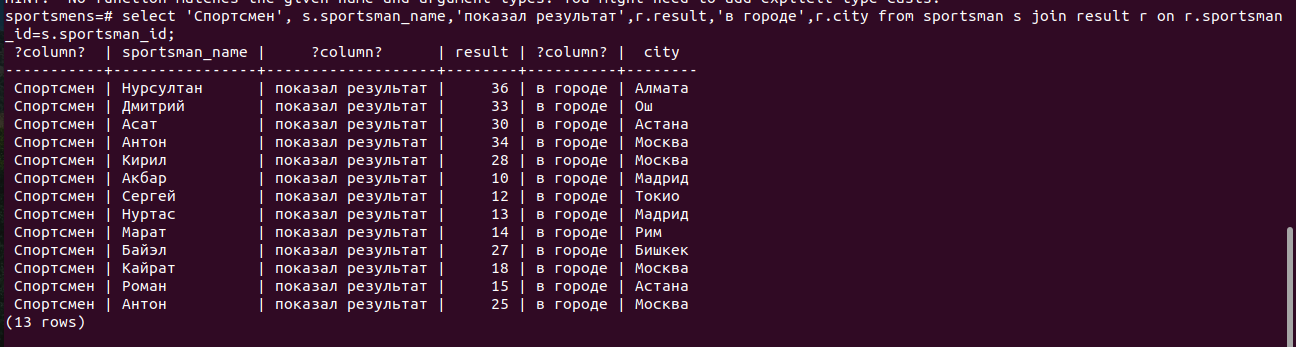 HINT: No function matches the given name and argument types. You might need to add explicit type casts.
sportsmens=# select 'Спортсмен', s.sportsman_name,'показал результат',r.result,'в городе',r.city from sportsman s join result r on r.sportsman
_id=s.sportsman_id;
 ?column?  | sportsman_name |     ?column?      | result | ?column? |  city
-----------+----------------+-------------------+--------+----------+--------
 Спортсмен | Нурсултан      | показал результат |     36 | в городе | Алмата
 Спортсмен | Дмитрий        | показал результат |     33 | в городе | Ош
 Спортсмен | Асат           | показал результат |     30 | в городе | Астана
 Спортсмен | Антон          | показал результат |     34 | в городе | Москва
 Спортсмен | Кирил          | показал результат |     28 | в городе | Москва
 Спортсмен | Акбар          | показал результат |     10 | в городе | Мадрид
 Спортсмен | Сергей         | показал результат |     12 | в городе | Токио
 Спортсмен | Нуртас         | показал результат |     13 | в городе | Мадрид
 Спортсмен | Марат          | показал результат |     14 | в городе | Рим
 Спортсмен | Байэл          | показал результат |     27 | в городе | Бишкек
 Спортсмен | Кайрат         | показал результат |     18 | в городе | Москва
 Спортсмен | Роман          | показал результат |     15 | в городе | Астана
 Спортсмен | Антон          | показал результат |     25 | в городе | Москва
(13 rows)